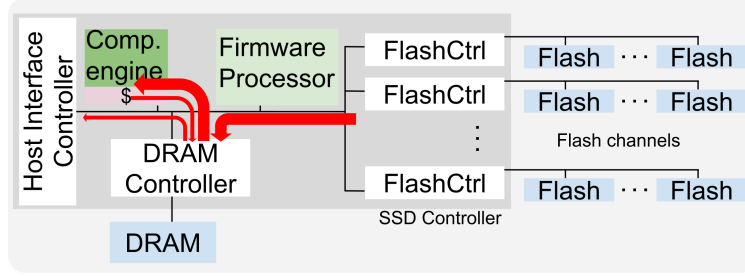 Host Interface
Controller
Comp.
engine
$
Firmware
Processor
DRAM
Controller
DRAM
FlashCtrl
FlashCtrl
⋮
FlashCtrl
SSD Controller
Flash ··· Flash
Flash ··· Flash
Flash channels
Flash ··· Flash